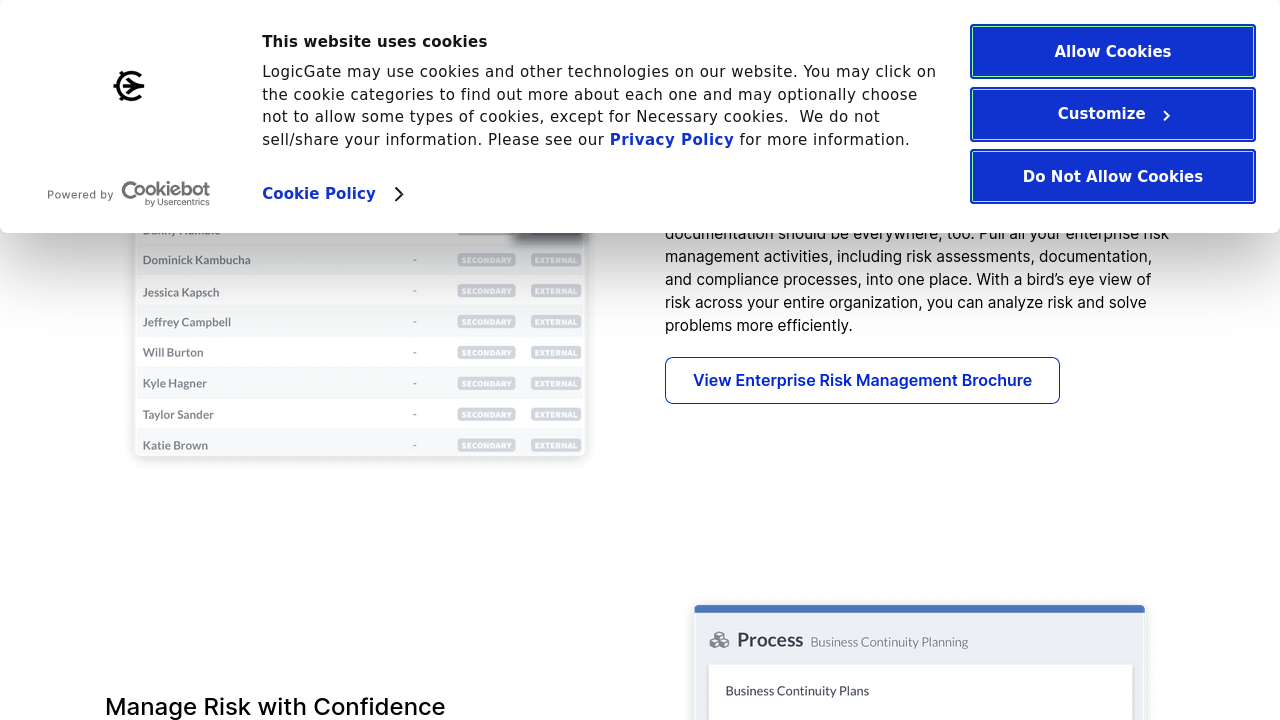 This website uses cookies
LogicGate may use cookies and other technologies on our website. You may click on
the cookie categories to find out more about each one and may optionally choose
not to allow some types of cookies, except for Necessary cookies.  We do not
sell/share your information. Please see our Privacy Policy for more information.
Powered by Cookiebot
by Usercentrics
Cookie Policy
Allow Cookies
Customize
Do Not Allow Cookies
Dominick Kambucha - SECONDARY EXTERNAL
Jessica Kapsch - SECONDARY EXTERNAL
Jeffrey Campbell - SECONDARY EXTERNAL
Will Burton - SECONDARY EXTERNAL
Kyle Hagner - SECONDARY EXTERNAL
Taylor Sander - SECONDARY EXTERNAL
Katie Brown - SECONDARY EXTERNAL
documentation should be everywhere, too. Pull all your enterprise risk
management activities, including risk assessments, documentation,
and compliance processes, into one place. With a bird’s eye view of
risk across your entire organization, you can analyze risk and solve
problems more efficiently.
View Enterprise Risk Management Brochure
Manage Risk with Confidence
Process Business Continuity Planning
Business Continuity Plans